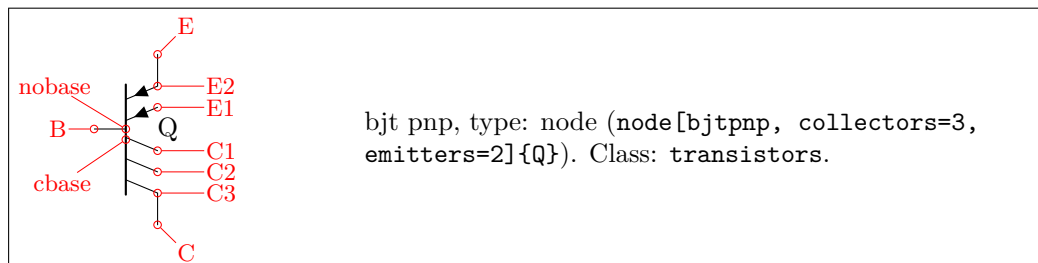 E
E2
nobase
E1
B
Q
C1
C2
cbase
C3
C
bjt pnp, type: node (node[bjtpnp, collectors=3,
emitters=2]{Q}). Class: transistors.